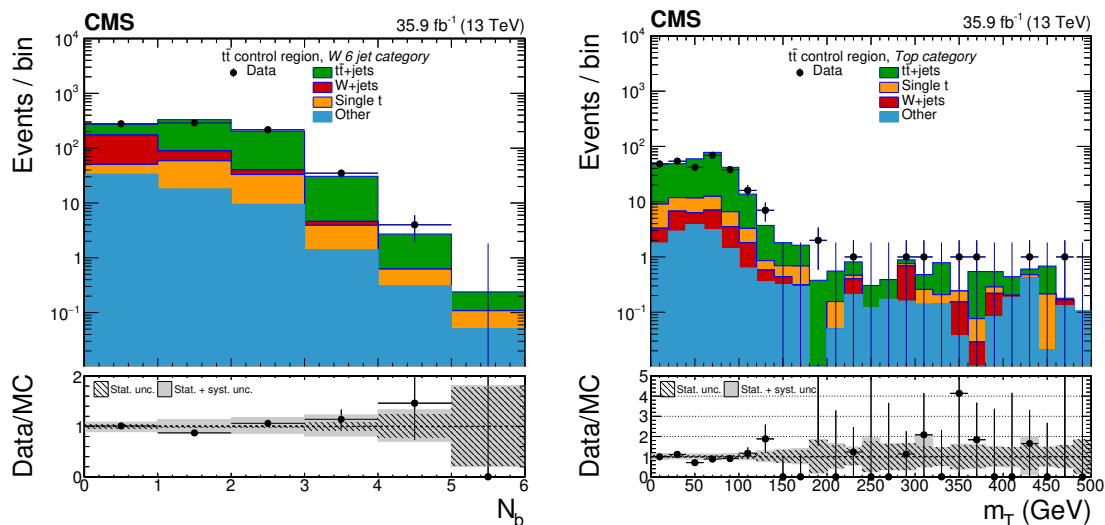 CMS 35.9 fb⁻¹ (13 TeV)
tt̄ control region, W 6 jet category
Data
tt̄+jets
W+jets
Single t
Other
Events / bin
10⁴
10³
10²
10
1
10⁻¹
Stat. unc. Stat. + syst. unc.
Data/MC
2
1
0
0 1 2 3 4 5 6
N_b
CMS 35.9 fb⁻¹ (13 TeV)
tt̄ control region, Top category
Data
tt̄+jets
Single t
W+jets
Other
Events / bin
10⁴
10³
10²
10
1
10⁻¹
Stat. unc. Stat. + syst. unc.
Data/MC
5
4
3
2
1
0
0 50 100 150 200 250 300 350 400 450 500
m_T (GeV)